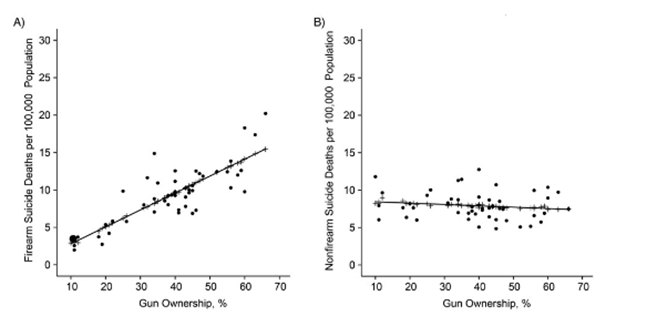 A)
Firearm Suicide Deaths per 100,000 Population
30
25
20
15
10
5
0
10 20 30 40 50 60 70
Gun Ownership, %
B)
Nonfirearm Suicide Deaths per 100,000 Population
30
25
20
15
10
5
0
10 20 30 40 50 60 70
Gun Ownership, %